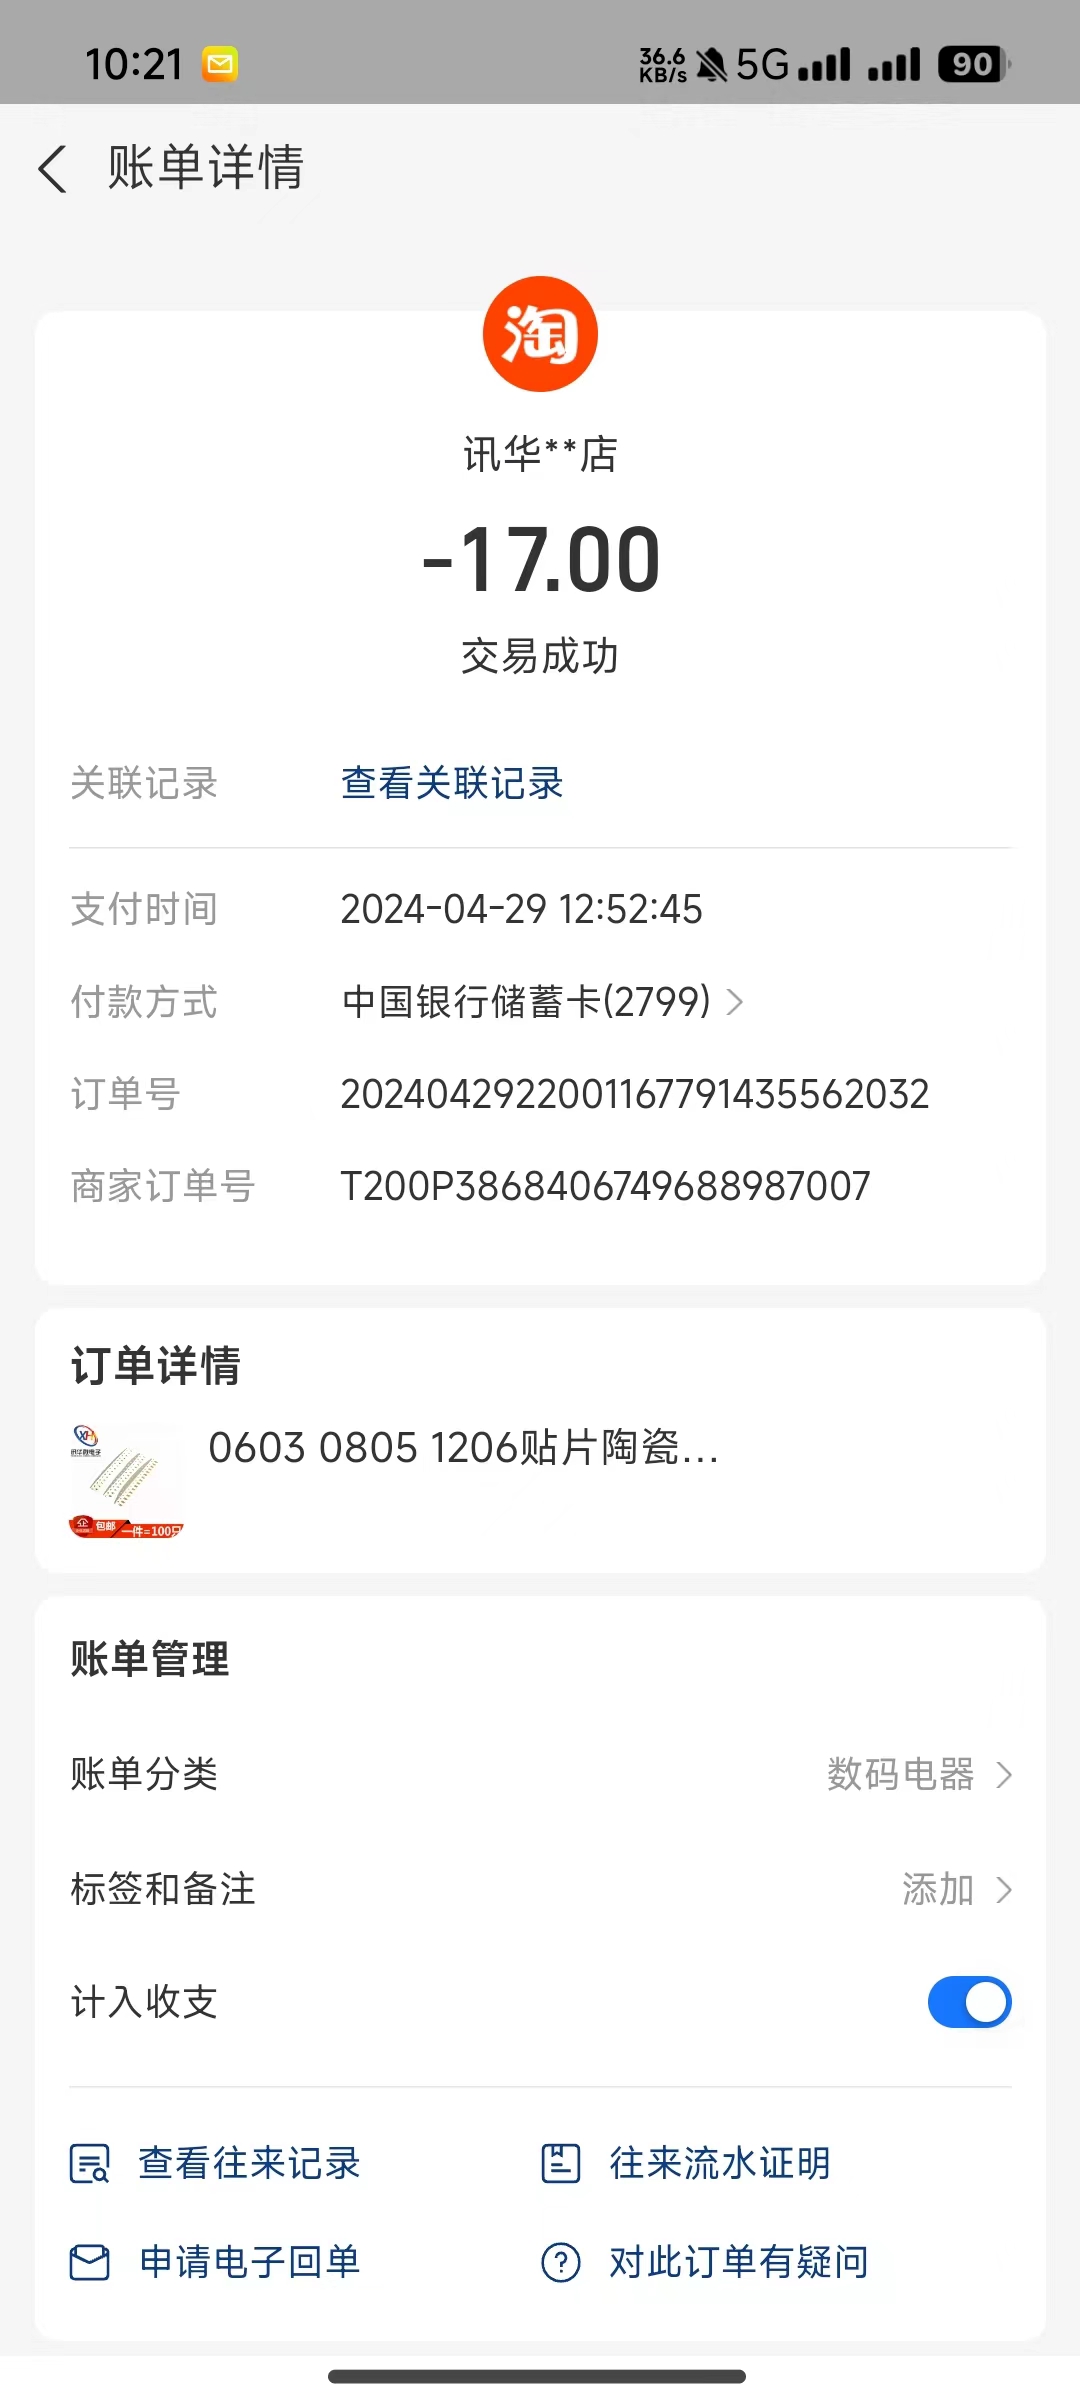 10:21
36.6
KB/s
5G
90
账单详情
淘
讯华**店
-17.00
交易成功
关联记录 查看关联记录
支付时间 2024-04-29 12:52:45
付款方式 中国银行储蓄卡(2799)
订单号 2024042922001167791435562032
商家订单号 T200P3868406749688987007
订单详情
XH
0603 0805 1206贴片陶瓷...
企 包邮 一件=100只
账单管理
账单分类 数码电器
标签和备注 添加
计入收支
查看往来记录 往来流水证明
申请电子回单 对此订单有疑问